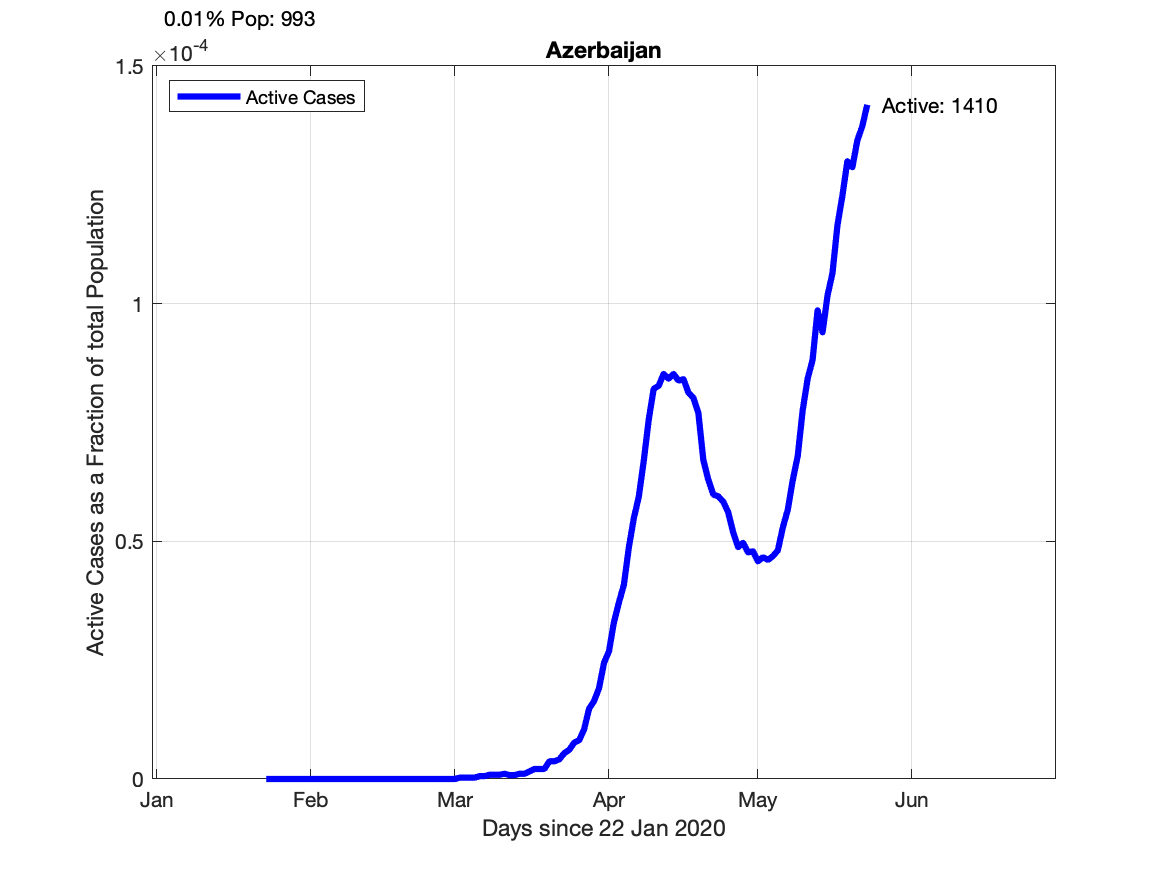 0.01% Pop: 993
×10^-4
Azerbaijan
1.5
Active Cases
Active: 1410
1
0.5
0
Active Cases as a Fraction of total Population
Jan Feb Mar Apr May Jun
Days since 22 Jan 2020